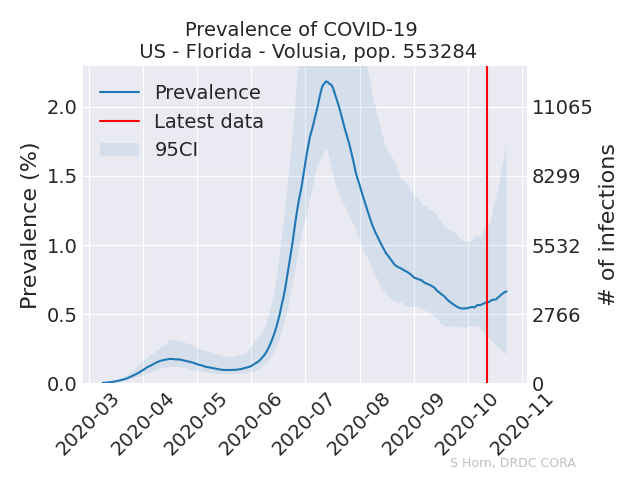 Prevalence of COVID-19
US - Florida - Volusia, pop. 553284
Prevalence
Latest data
95CI
Prevalence (%)
2.0
1.5
1.0
0.5
0.0
11065
8299
5532
2766
0
# of infections
2020-03
2020-04
2020-05
2020-06
2020-07
2020-08
2020-09
2020-10
2020-11
S Horn, DRDC CORA